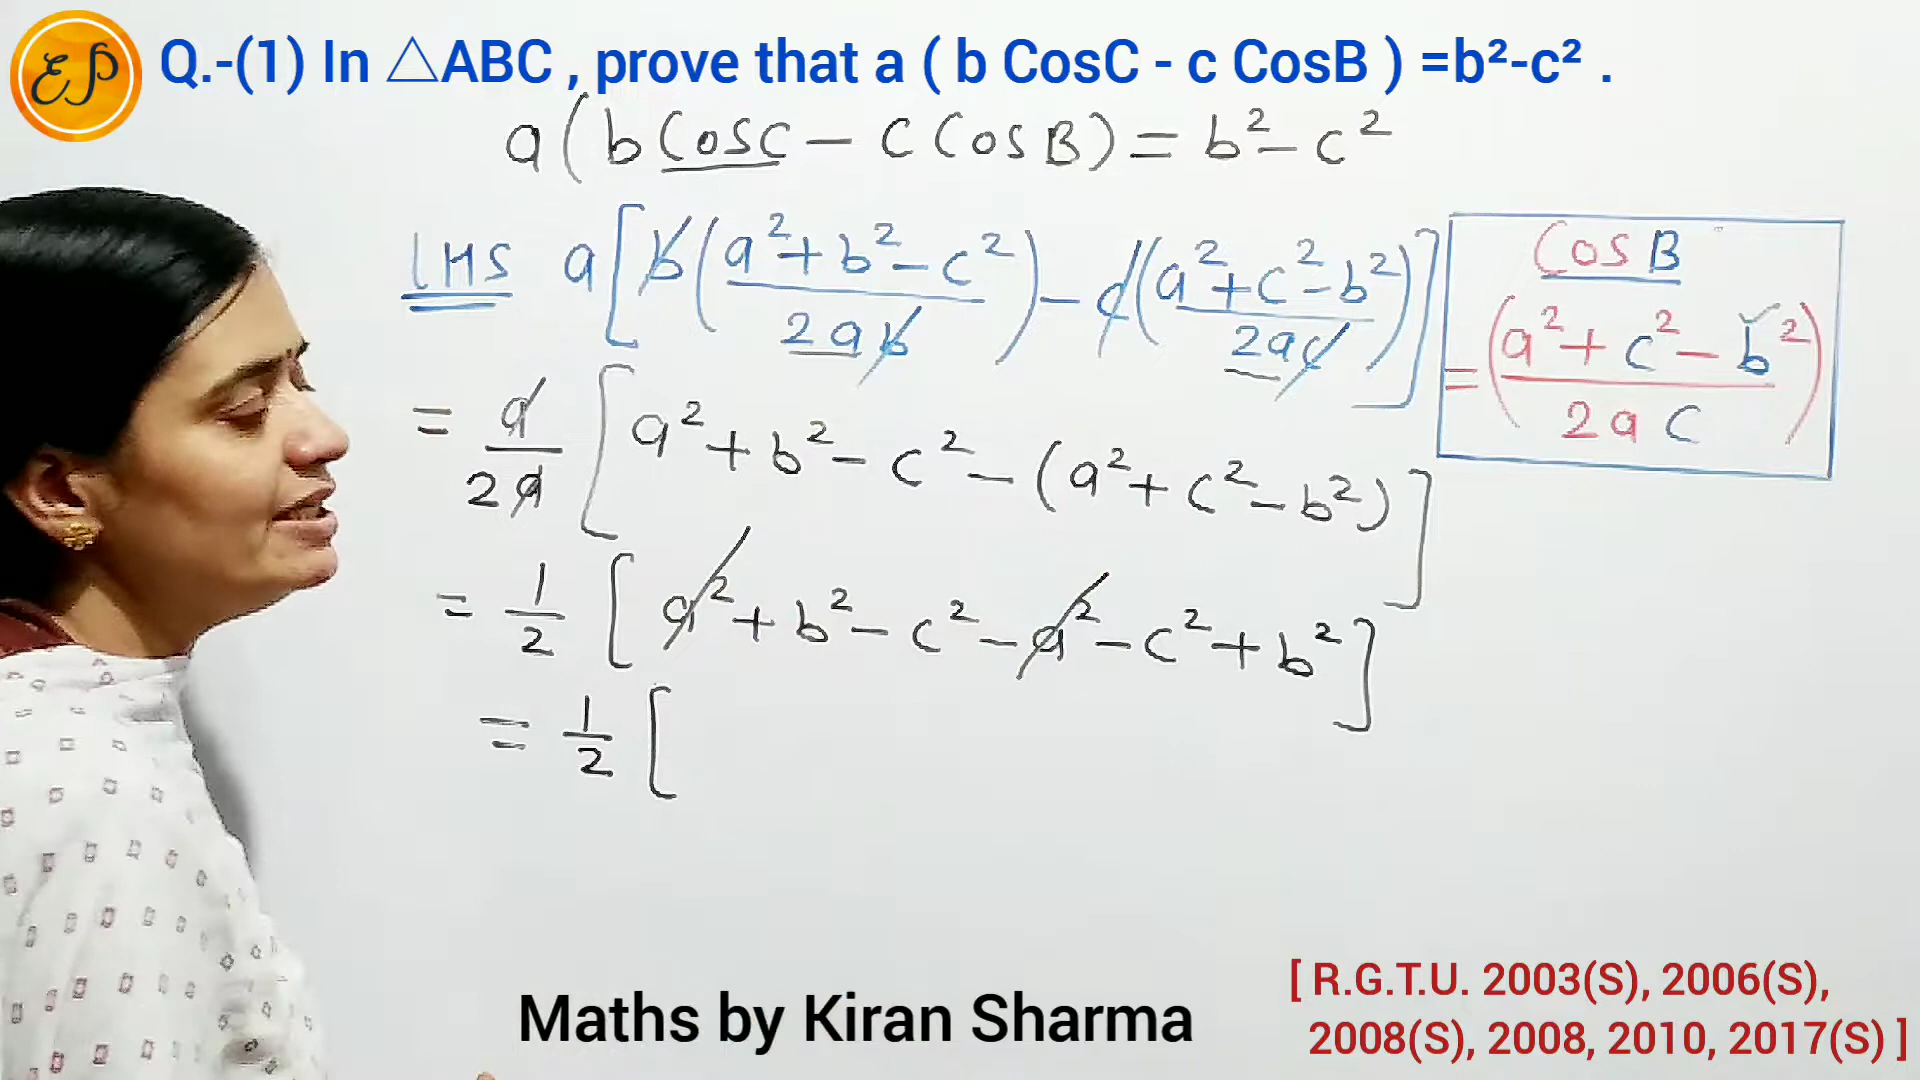 EP
Q.-(1) In △ABC , prove that a ( b CosC - c CosB ) =b²-c² .
a(b CosC - c CosB) = b² - c²
LHS a[b((a²+b²-c²)/2ab) - c((a²+c²-b²)/2ac)]
Cos B
= ((a²+c²-b²)/2ac)
= a/2a [a²+b²-c²-(a²+c²-b²)]
= 1/2 [a²+b²-c²-a²-c²+b²]
= 1/2 [
Maths by Kiran Sharma
[ R.G.T.U. 2003(S), 2006(S),
2008(S), 2008, 2010, 2017(S) ]